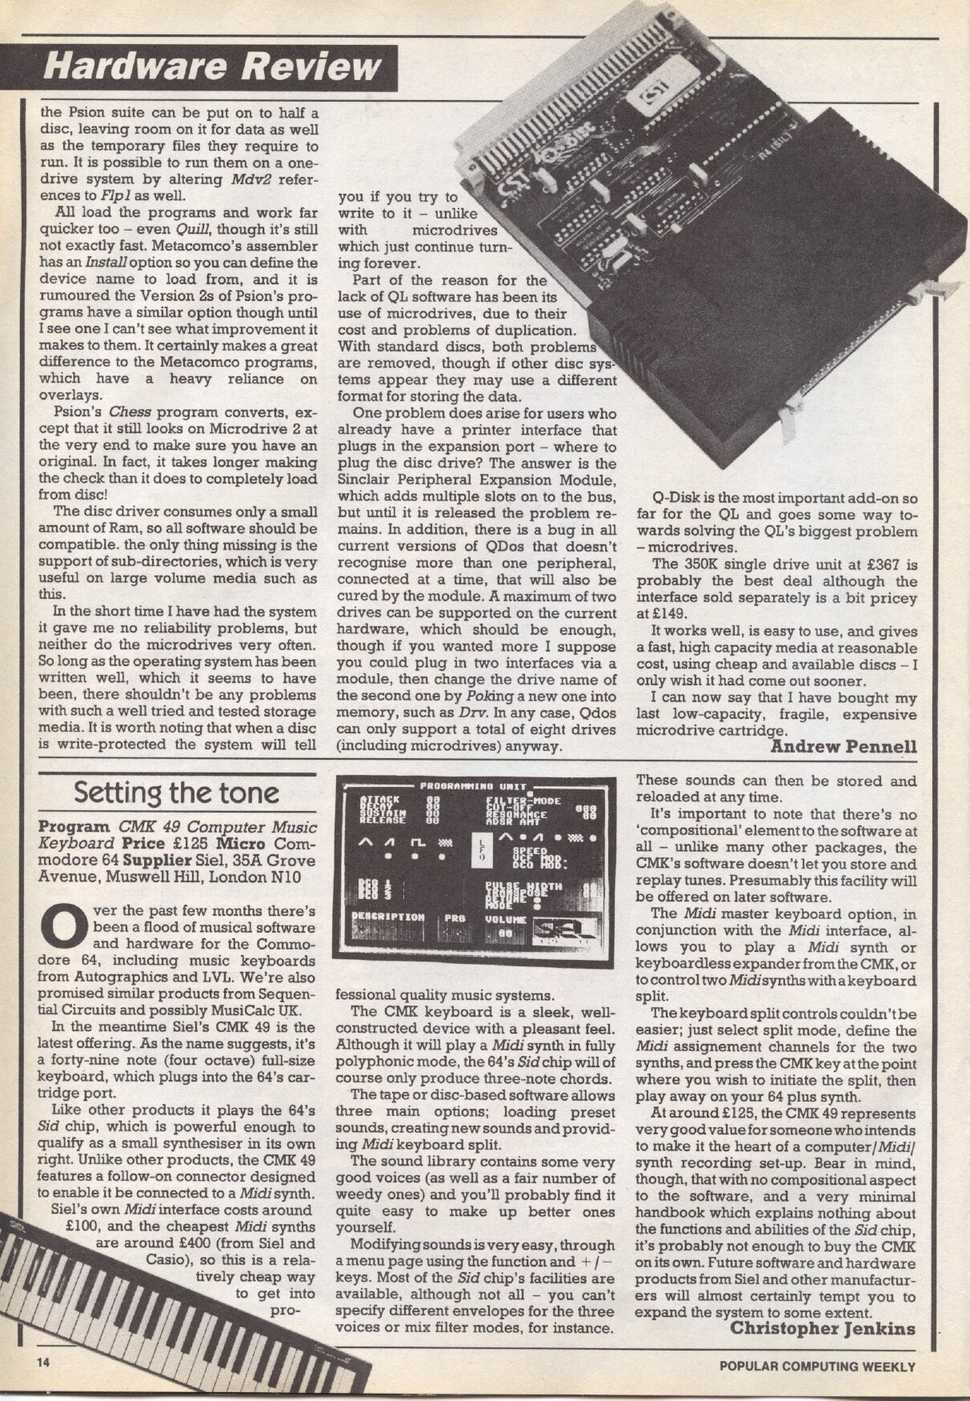 Hardware Review
the Psion suite can be put on to half a
disc, leaving room on it for data as well
as the temporary files they require to
run. It is possible to run them on a one-
drive system by altering Mdv2 refer-
ences to Flp1 as well.
All load the programs and work far
quicker too – even Quill, though it's still
not exactly fast. Metacomco's assembler
has an Install option so you can define the
device name to load from, and it is
rumoured the Version 2s of Psion's pro-
grams have a similar option though until
I see one I can't see what improvement it
makes to them. It certainly makes a great
difference to the Metacomco programs,
which have a heavy reliance on
overlays.
Psion's Chess program converts, ex-
cept that it still looks on Microdrive 2 at
the very end to make sure you have an
original. In fact, it takes longer making
the check than it does to completely load
from disc!
The disc driver consumes only a small
amount of Ram, so all software should be
compatible. the only thing missing is the
support of sub-directories, which is very
useful on large volume media such as
this.
In the short time I have had the system
it gave me no reliability problems, but
neither do the microdrives very often.
So long as the operating system has been
written well, which it seems to have
been, there shouldn't be any problems
with such a well tried and tested storage
media. It is worth noting that when a disc
is write-protected the system will tell
you if you try to
write to it – unlike
with microdrives
which just continue turn-
ing forever.
Part of the reason for the
lack of QL software has been its
use of microdrives, due to their
cost and problems of duplication.
With standard discs, both problems
are removed, though if other disc sys-
tems appear they may use a different
format for storing the data.
One problem does arise for users who
already have a printer interface that
plugs in the expansion port – where to
plug the disc drive? The answer is the
Sinclair Peripheral Expansion Module,
which adds multiple slots on to the bus,
but until it is released the problem re-
mains. In addition, there is a bug in all
current versions of QDos that doesn't
recognise more than one peripheral,
connected at a time, that will also be
cured by the module. A maximum of two
drives can be supported on the current
hardware, which should be enough,
though if you wanted more I suppose
you could plug in two interfaces via a
module, then change the drive name of
the second one by Poking a new one into
memory, such as Drv. In any case, Qdos
can only support a total of eight drives
(including microdrives) anyway.
CST
CST
Q-Disc
Q-Disk is the most important add-on so
far for the QL and goes some way to-
wards solving the QL's biggest problem
– microdrives.
The 350K single drive unit at £367 is
probably the best deal although the
interface sold separately is a bit pricey
at £149.
It works well, is easy to use, and gives
a fast, high capacity media at reasonable
cost, using cheap and available discs – I
only wish it had come out sooner.
I can now say that I have bought my
last low-capacity, fragile, expensive
microdrive cartridge.
Andrew Pennell
Setting the tone
Program CMK 49 Computer Music
Keyboard Price £125 Micro Com-
modore 64 Supplier Siel, 35A Grove
Avenue, Muswell Hill, London N10
Over the past few months there's
been a flood of musical software
and hardware for the Commo-
dore 64, including music keyboards
from Autographics and LVL. We're also
promised similar products from Sequen-
tial Circuits and possibly MusiCalc UK.
In the meantime Siel's CMK 49 is the
latest offering. As the name suggests, it's
a forty-nine note (four octave) full-size
keyboard, which plugs into the 64's car-
tridge port.
Like other products it plays the 64's
Sid chip, which is powerful enough to
qualify as a small synthesiser in its own
right. Unlike other products, the CMK 49
features a follow-on connector designed
to enable it be connected to a Midi synth.
Siel's own Midi interface costs around
£100, and the cheapest Midi synths
are around £400 (from Siel and
Casio), so this is a rela-
tively cheap way
to get into
pro-
PROGRAMMING UNIT
ATTACK 00
DECAY 00
SUSTAIN 00
RELEASE 00
FILTER-MODE
CUT-OFF 000
RESONANCE 00
ADSR AMT
LFO
SPEED
VCF MOD.
DCO MOD.
DCO 1
DCO 2
DCO 3
PULSE WIDTH 00
TRANSPOSE
DETUNE
MODE
DESCRIPTION PRG VOLUME
00
SIEL
fessional quality music systems.
The CMK keyboard is a sleek, well-
constructed device with a pleasant feel.
Although it will play a Midi synth in fully
polyphonic mode, the 64's Sid chip will of
course only produce three-note chords.
The tape or disc-based software allows
three main options; loading preset
sounds, creating new sounds and provid-
ing Midi keyboard split.
The sound library contains some very
good voices (as well as a fair number of
weedy ones) and you'll probably find it
quite easy to make up better ones
yourself.
Modifying sounds is very easy, through
a menu page using the function and +/−
keys. Most of the Sid chip's facilities are
available, although not all – you can't
specify different envelopes for the three
voices or mix filter modes, for instance.
These sounds can then be stored and
reloaded at any time.
It's important to note that there's no
'compositional' element to the software at
all – unlike many other packages, the
CMK's software doesn't let you store and
replay tunes. Presumably this facility will
be offered on later software.
The Midi master keyboard option, in
conjunction with the Midi interface, al-
lows you to play a Midi synth or
keyboardless expander from the CMK, or
to control two Midi synths with a keyboard
split.
The keyboard split controls couldn't be
easier; just select split mode, define the
Midi assignement channels for the two
synths, and press the CMK key at the point
where you wish to initiate the split, then
play away on your 64 plus synth.
At around £125, the CMK 49 represents
very good value for someone who intends
to make it the heart of a computer/Midi/
synth recording set-up. Bear in mind,
though, that with no compositional aspect
to the software, and a very minimal
handbook which explains nothing about
the functions and abilities of the Sid chip,
it's probably not enough to buy the CMK
on its own. Future software and hardware
products from Siel and other manufactur-
ers will almost certainly tempt you to
expand the system to some extent.
Christopher Jenkins
14
POPULAR COMPUTING WEEKLY